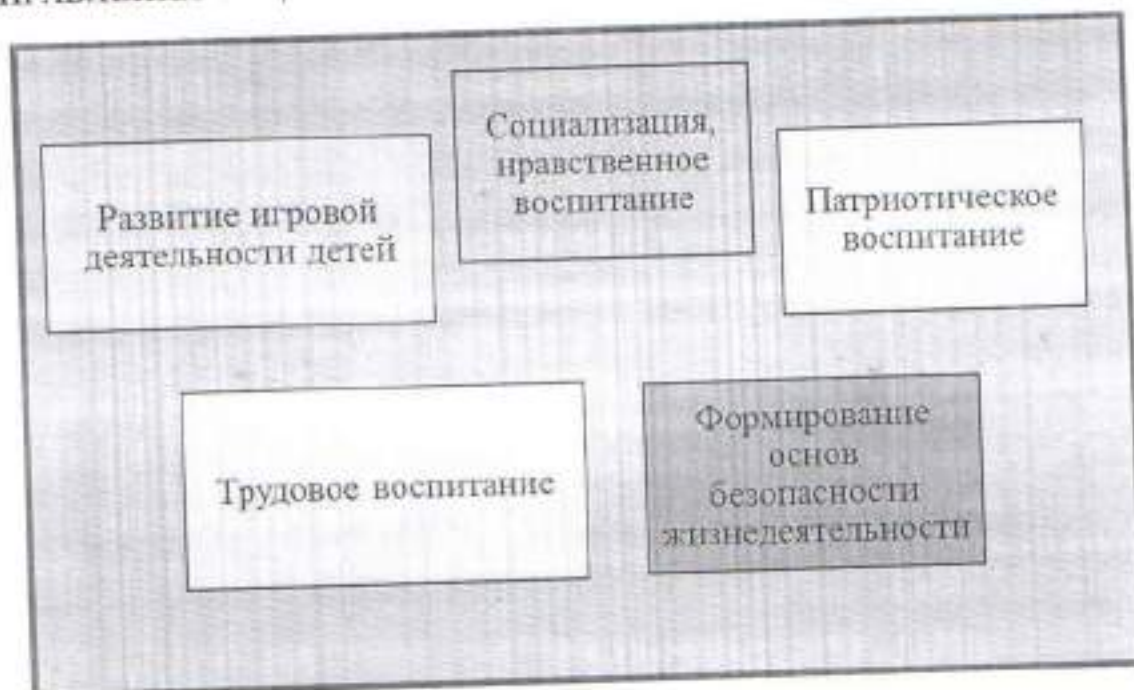 Развитие игровой
деятельности детей
Социализация,
нравственное
воспитание
Патриотическое
воспитание
Трудовое воспитание
Формирование
основ
безопасности
жизнедеятельности